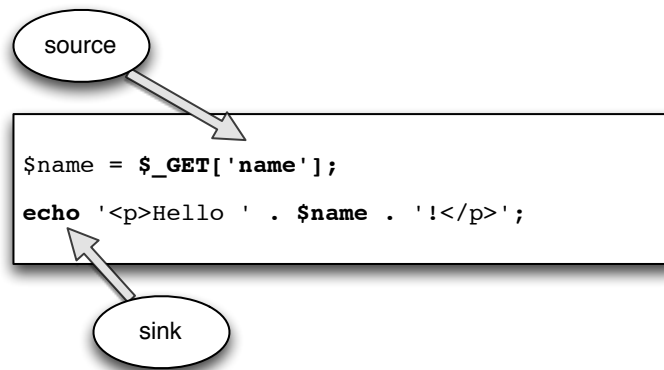 source
$name = $_GET['name'];
echo '<p>Hello ' . $name . '!</p>';
sink